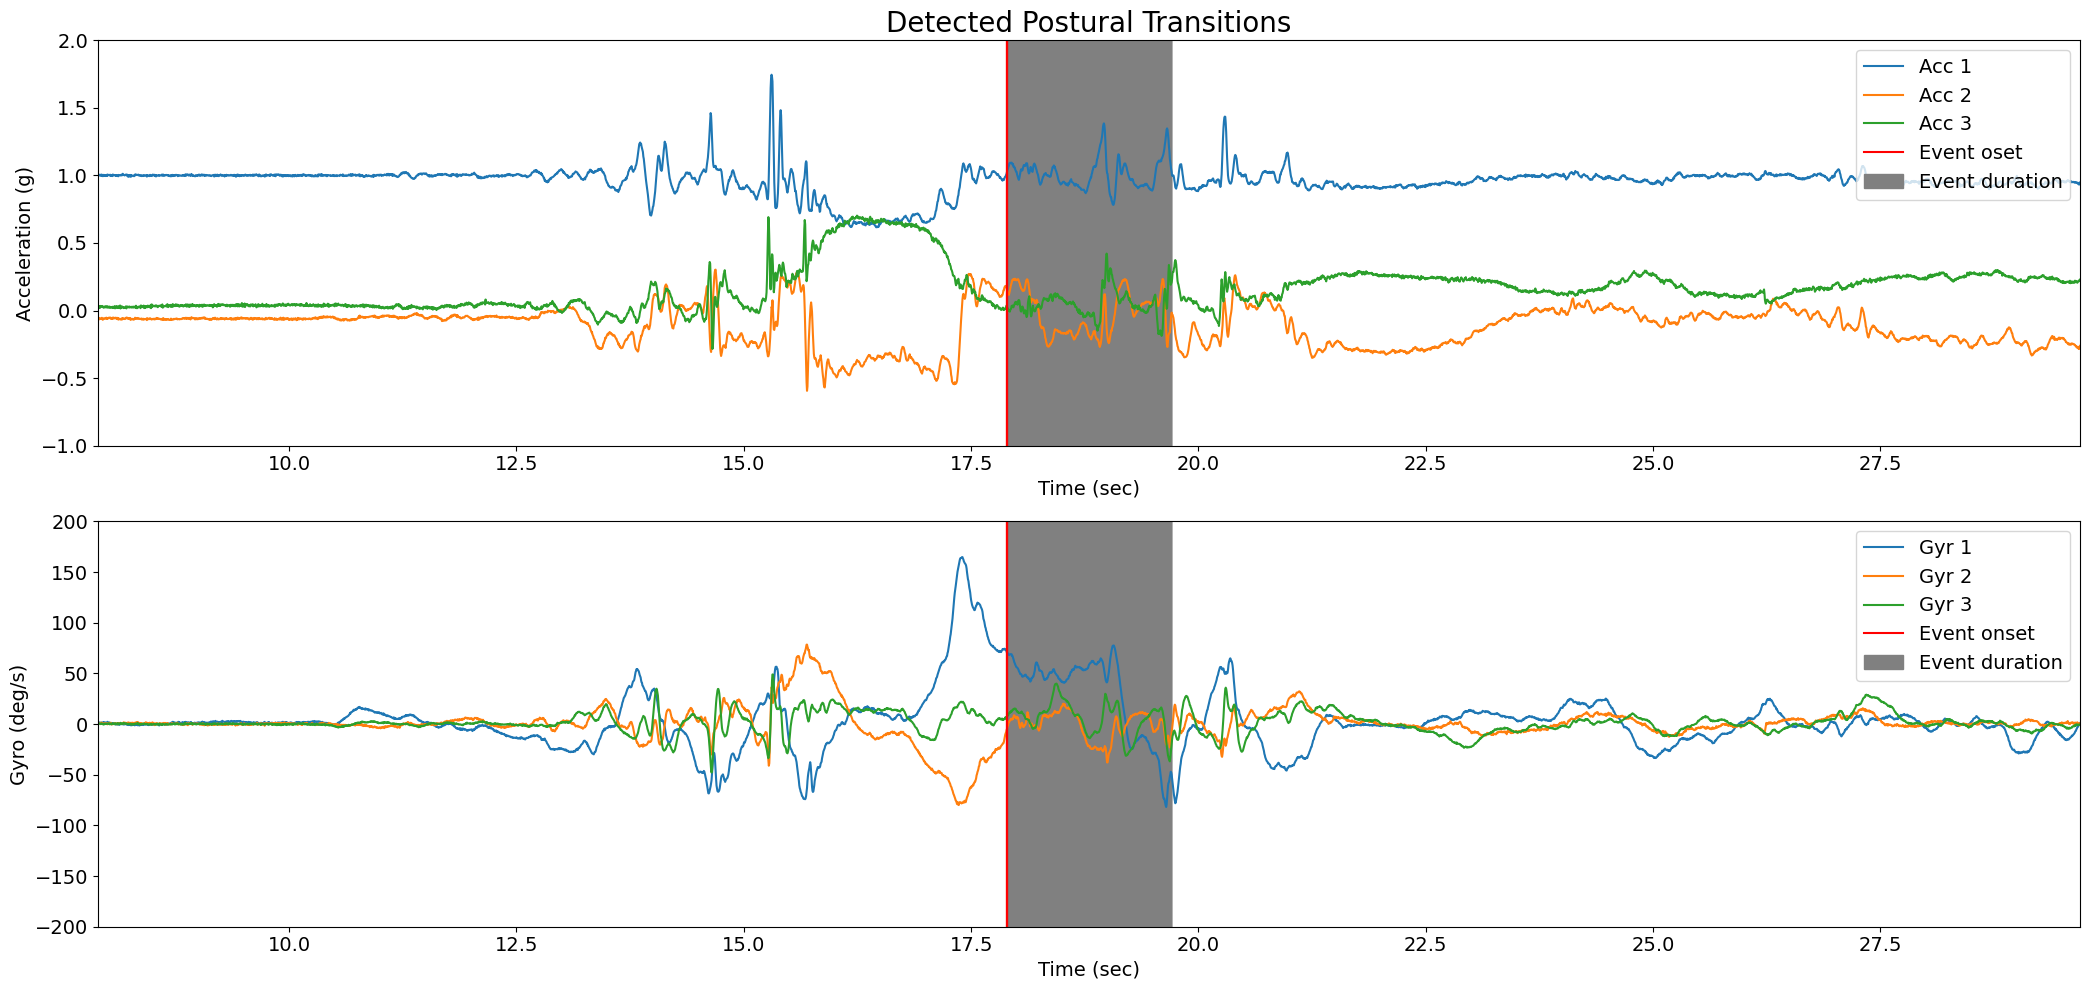 Detected Postural Transitions
2.0
1.5
1.0
0.5
0.0
−0.5
−1.0
Acceleration (g)
Acc 1
Acc 2
Acc 3
Event oset
Event duration
10.0 12.5 15.0 17.5 20.0 22.5 25.0 27.5
Time (sec)
200
150
100
50
0
−50
−100
−150
−200
Gyro (deg/s)
Gyr 1
Gyr 2
Gyr 3
Event onset
Event duration
10.0 12.5 15.0 17.5 20.0 22.5 25.0 27.5
Time (sec)